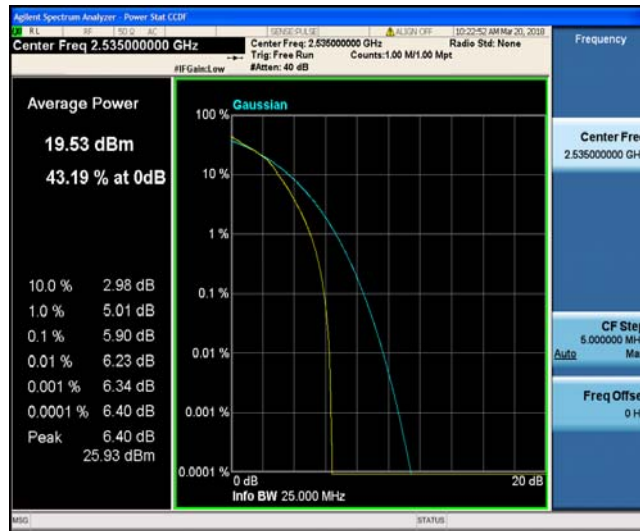 Agilent Spectrum Analyzer - Power Stat CCDF
RL RF 50 Ω AC SENSE:PULSE ALIGN OFF 10:22:52 AM Mar 20, 2018
Center Freq 2.535000000 GHz
Center Freq: 2.535000000 GHz Radio Std: None
Trig: Free Run Counts:1.00 M/1.00 Mpt
#IFGain:Low #Atten: 40 dB
Frequency
Average Power
19.53 dBm
43.19 % at 0dB
10.0 % 2.98 dB
1.0 % 5.01 dB
0.1 % 5.90 dB
0.01 % 6.23 dB
0.001 % 6.34 dB
0.0001 % 6.40 dB
Peak 6.40 dB
25.93 dBm
Gaussian
100 %
10 %
1 %
0.1 %
0.01 %
0.001 %
0.0001 %
0 dB 20 dB
Info BW 25.000 MHz
Center Fre
2.535000000 GH
CF Step
5.000000 MH
Auto Ma
Freq Offse
0 H
MSG STATUS